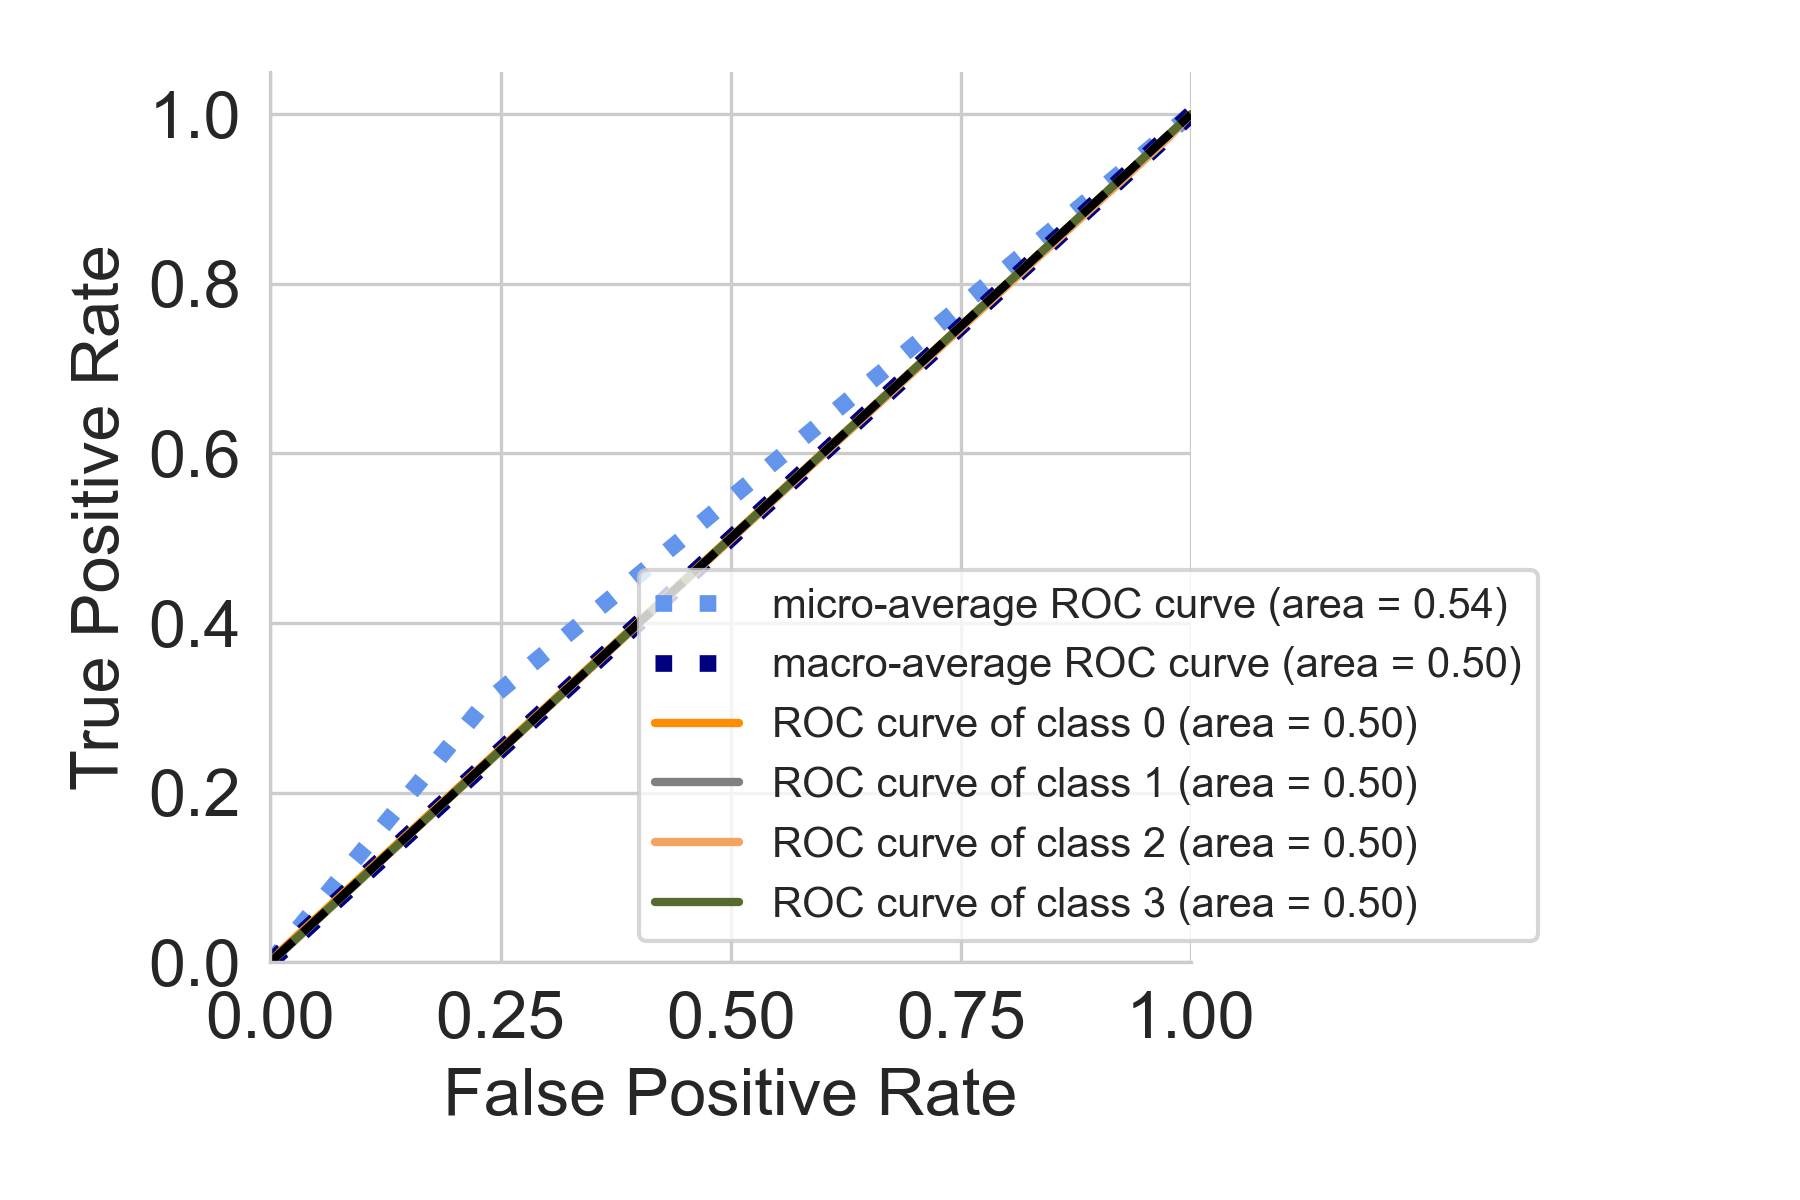 True Positive Rate
1.0
0.8
0.6
0.4
0.2
0.0
0.00 0.25 0.50 0.75 1.00
False Positive Rate
micro-average ROC curve (area = 0.54)
macro-average ROC curve (area = 0.50)
ROC curve of class 0 (area = 0.50)
ROC curve of class 1 (area = 0.50)
ROC curve of class 2 (area = 0.50)
ROC curve of class 3 (area = 0.50)